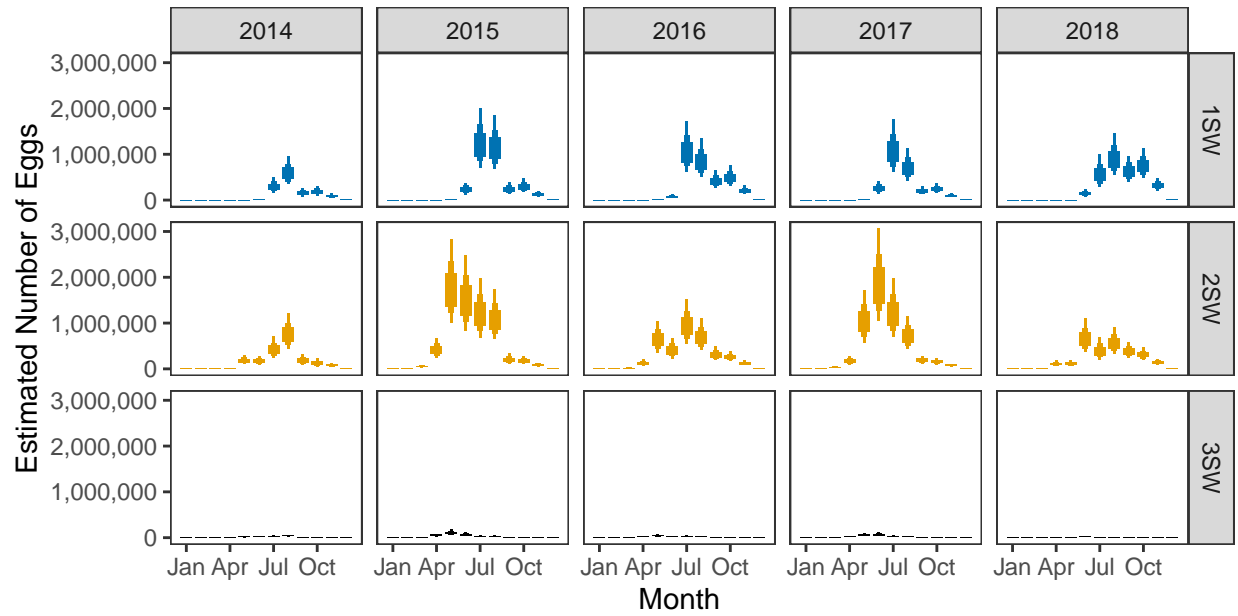 2014 2015 2016 2017 2018
Estimated Number of Eggs
3,000,000
2,000,000
1,000,000
0
1SW
3,000,000
2,000,000
1,000,000
0
2SW
3,000,000
2,000,000
1,000,000
0
3SW
Jan Apr Jul Oct Jan Apr Jul Oct Jan Apr Jul Oct Jan Apr Jul Oct Jan Apr Jul Oct
Month